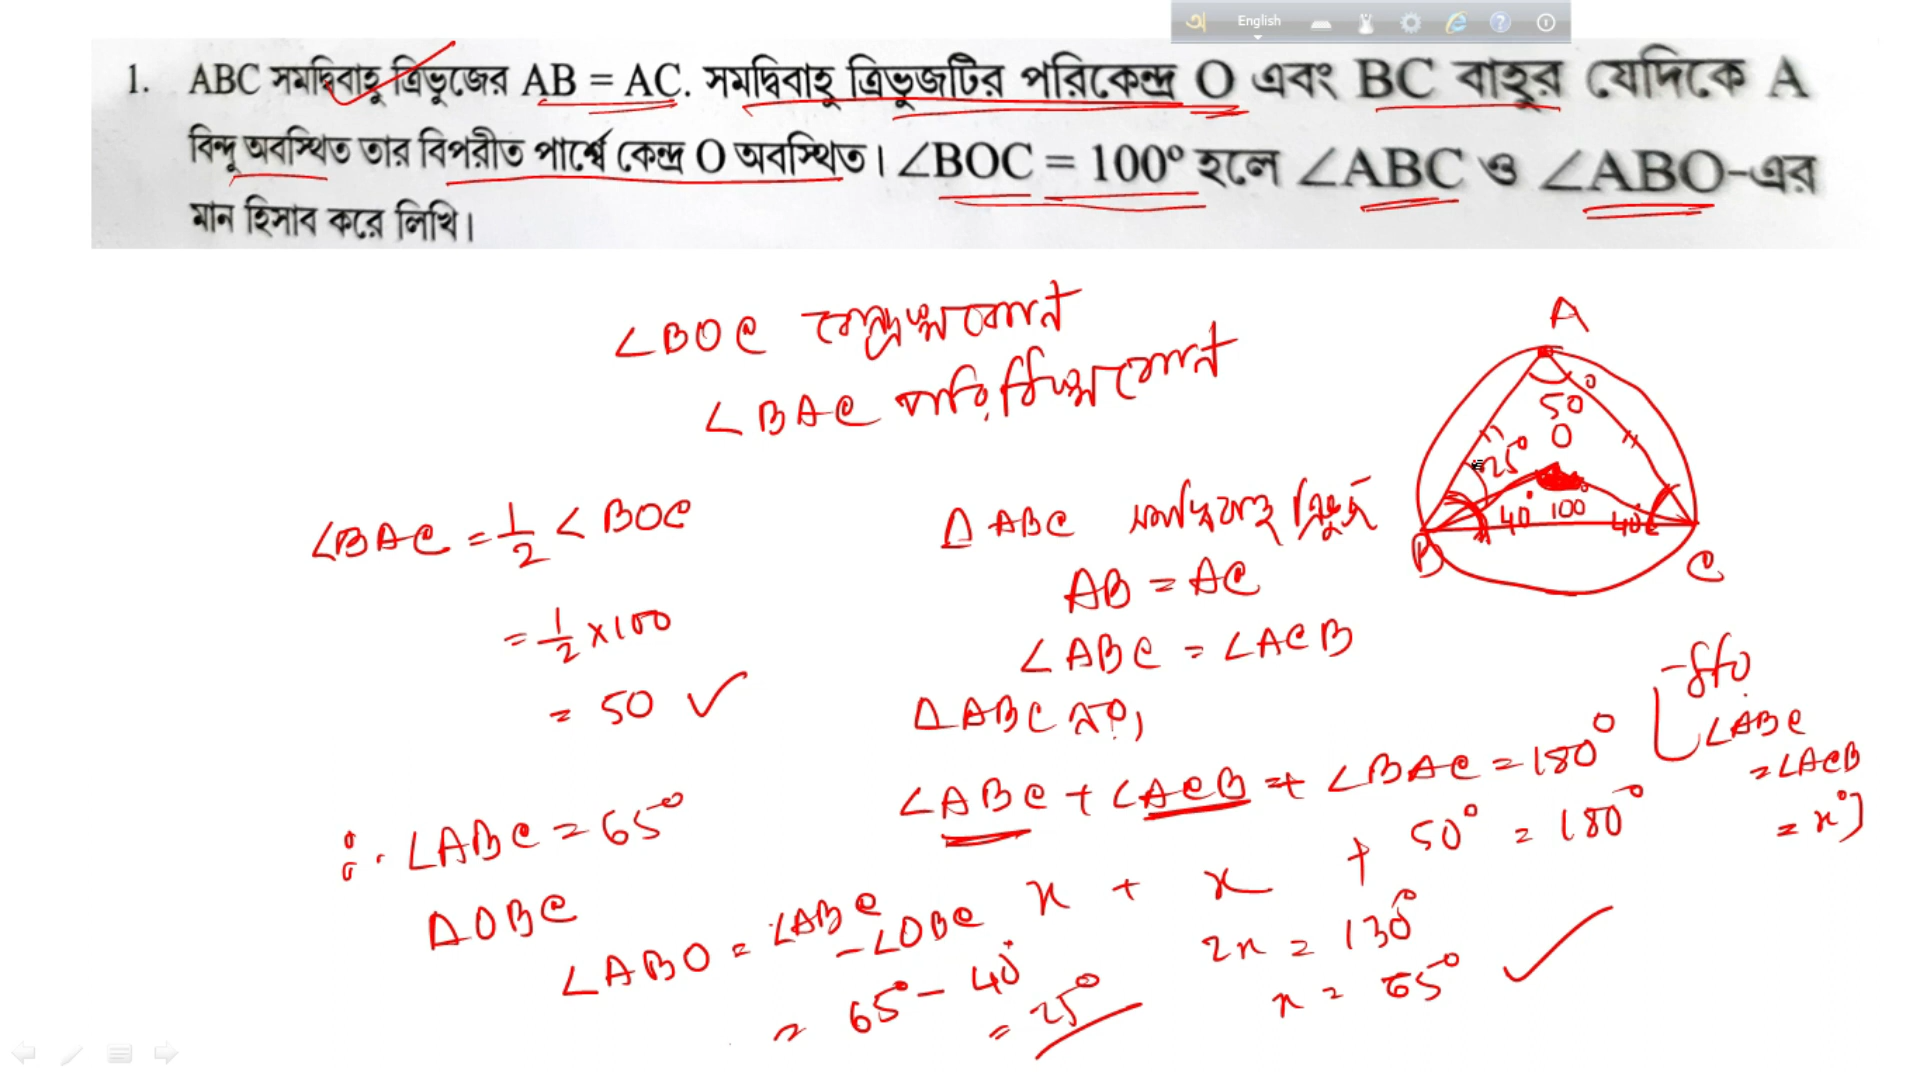 English
1. ABC সমদ্বিবাহু ত্রিভুজের AB = AC. সমদ্বিবাহু ত্রিভুজটির পরিকেন্দ্র O এবং BC বাহুর যেদিকে A
বিন্দু অবস্থিত তার বিপরীত পার্শ্বে কেন্দ্র O অবস্থিত। ∠BOC = 100° হলে ∠ABC ও ∠ABO-এর
মান হিসাব করে লিখি।
∠BOC কেন্দ্রস্থ কোণ
∠BAC পরিধিস্থ কোণ
A
50°
O
25°
40° 100° 40°
B
C
∠BAC = 1/2 ∠BOC
= 1/2 × 100
= 50 ✓
∴ ∠ABC = 65°
△OBC
∠ABO = ∠ABC - ∠OBC
= 65° - 40°
= 25°
△ABC সমদ্বিবাহু ত্রিভুজ
AB = AC
∠ABC = ∠ACB
△ABC এর,
∠ABC + ∠ACB + ∠BAC = 180°
x + x + 50° = 180°
2x = 130°
x = 65° ✓
∠ABC
= ∠ACB
= x°]